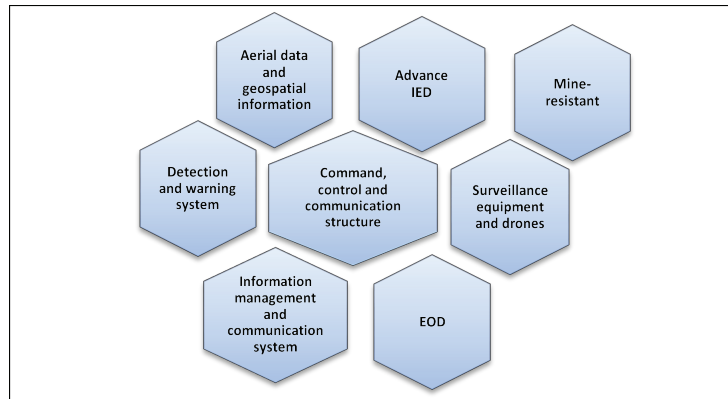 Aerial data
and
geospatial
information
Advance
IED
Mine-
resistant
Detection
and warning
system
Command,
control and
communication
structure
Surveillance
equipment
and drones
Information
management
and
communication
system
EOD